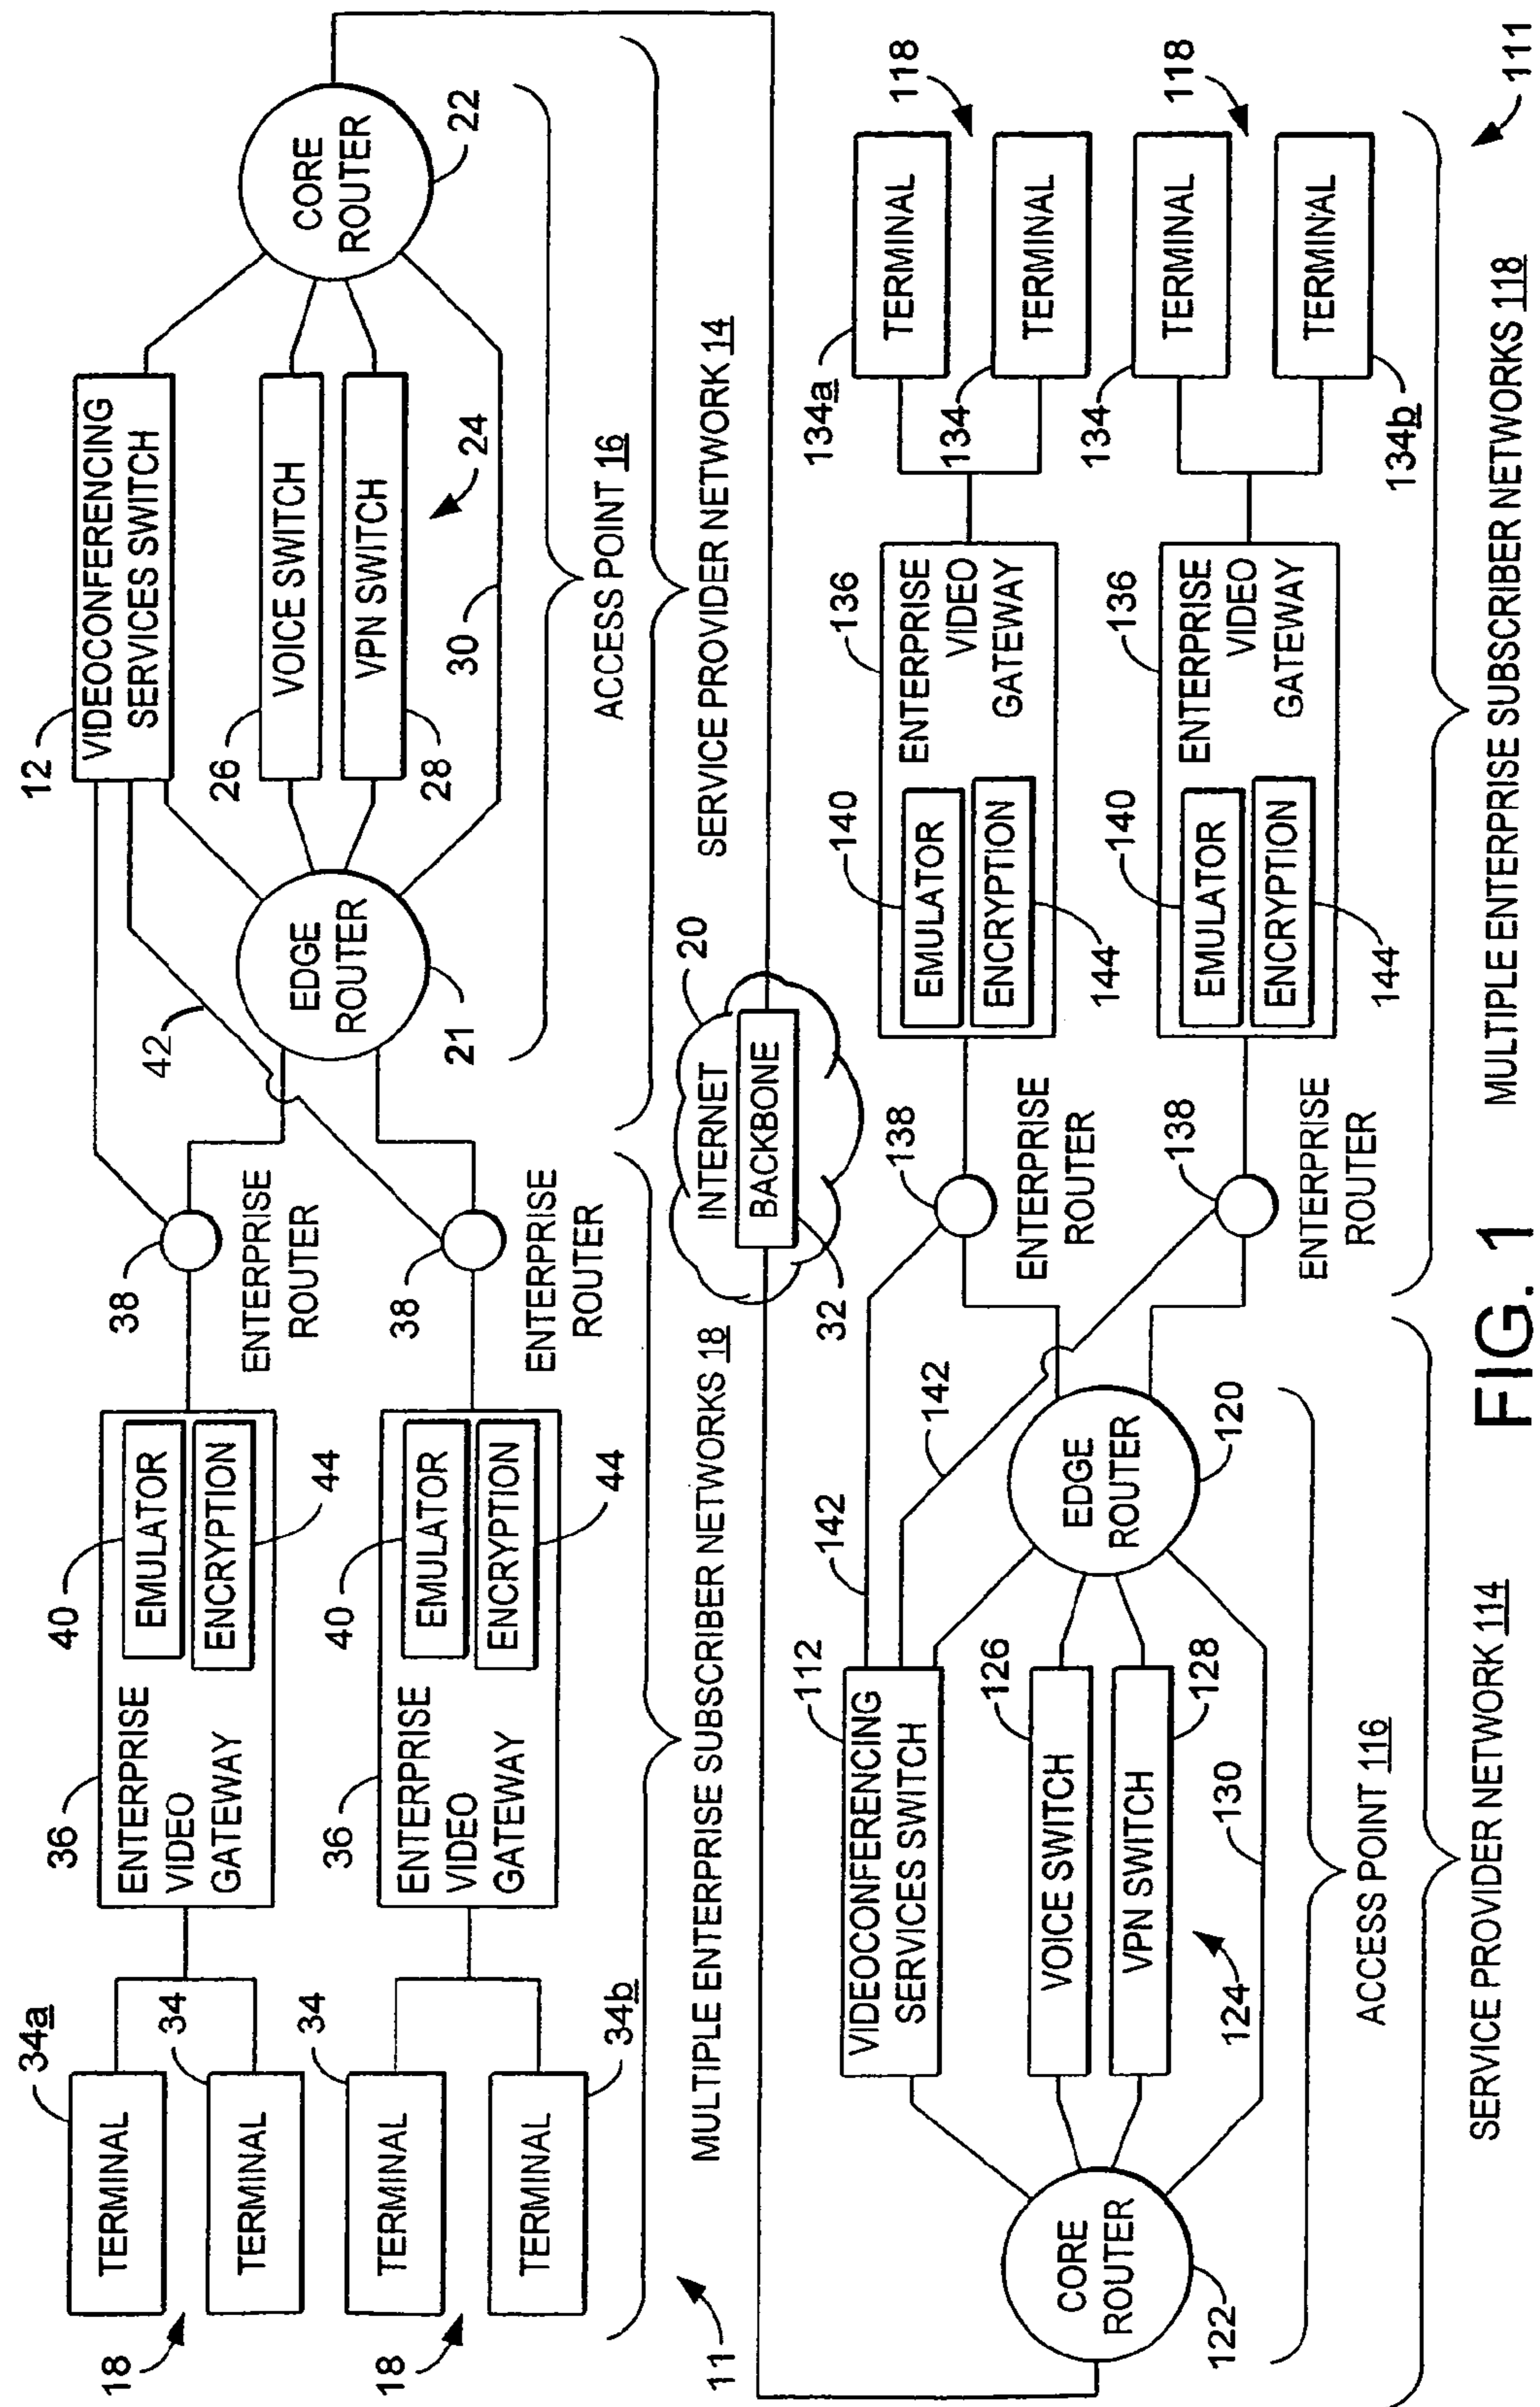 34a
TERMINAL
34
TERMINAL
18
34
TERMINAL
18
34b
TERMINAL
11
36
ENTERPRISE
VIDEO
GATEWAY
40
EMULATOR
ENCRYPTION
44
36
ENTERPRISE
VIDEO
GATEWAY
40
EMULATOR
ENCRYPTION
44
38
ENTERPRISE
ROUTER
38
ENTERPRISE
ROUTER
MULTIPLE ENTERPRISE SUBSCRIBER NETWORKS 18
42
EDGE
ROUTER
21
12
VIDEOCONFERENCING
SERVICES SWITCH
26
VOICE SWITCH
VPN SWITCH
28
24
30
CORE
ROUTER
22
ACCESS POINT 16
SERVICE PROVIDER NETWORK 14
INTERNET
20
BACKBONE
32
CORE
ROUTER
122
VIDEOCONFERENCING
SERVICES SWITCH
112
VOICE SWITCH
126
VPN SWITCH
128
124
130
142
142
EDGE
ROUTER
120
ACCESS POINT 116
SERVICE PROVIDER NETWORK 114
138
ENTERPRISE
ROUTER
138
ENTERPRISE
ROUTER
140
EMULATOR
ENCRYPTION
144
ENTERPRISE
VIDEO
GATEWAY
136
140
EMULATOR
ENCRYPTION
144
ENTERPRISE
VIDEO
GATEWAY
136
134a
TERMINAL
118
134
TERMINAL
134
TERMINAL
118
134b
TERMINAL
MULTIPLE ENTERPRISE SUBSCRIBER NETWORKS 118
111
FIG. 1